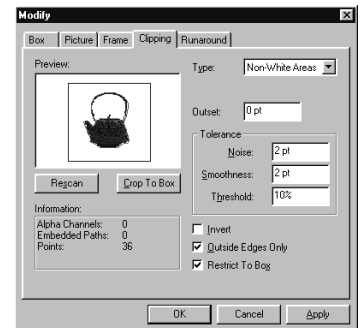 Modify
Box Picture Frame Clipping Runaround
Preview:
Type: Non-White Areas
Outset: 0 pt
Tolerance
Noise: 2 pt
Smoothness: 2 pt
Threshold: 10%
Rescan Crop To Box
Information:
Alpha Channels: 0
Embedded Paths: 0
Points: 36
Invert
Outside Edges Only
Restrict To Box
OK Cancel Apply